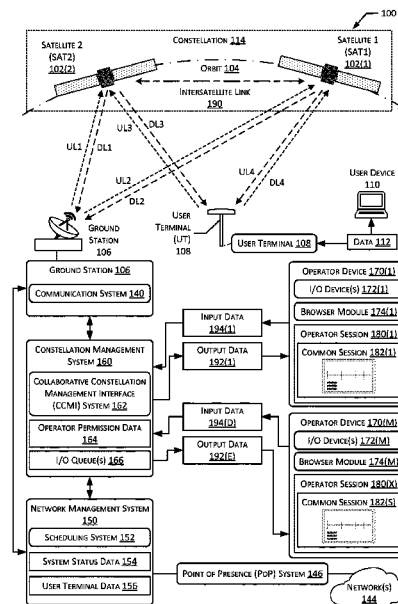 100
CONSTELLATION 114
SATELLITE 2
(SAT2)
102(2)
SATELLITE 1
(SAT1)
102(1)
ORBIT 104
INTERSATELLITE
LINK
190
UL1
DL1
UL3
DL3
UL2
DL2
UL4
DL4
USER DEVICE
110
GROUND
STATION
106
USER
TERMINAL
(UT)
108
USER TERMINAL 108
DATA 112
GROUND STATION 106
COMMUNICATION SYSTEM 140
CONSTELLATION MANAGEMENT
SYSTEM 160
COLLABORATIVE CONSTELLATION
MANAGEMENT INTERFACE
(CCMI) SYSTEM 162
OPERATOR PERMISSION DATA
164
I/O QUEUE(S) 166
NETWORK MANAGEMENT SYSTEM
150
SCHEDULING SYSTEM 152
SYSTEM STATUS DATA 154
USER TERMINAL DATA 156
INPUT DATA
194(1)
OUTPUT DATA
192(1)
INPUT DATA
194(D)
OUTPUT DATA
192(E)
OPERATOR DEVICE 170(1)
I/O DEVICE(S) 172(1)
BROWSER MODULE 174(1)
OPERATOR SESSION 180(1)
COMMON SESSION 182(1)
OPERATOR DEVICE 170(M)
I/O DEVICE(S) 172(M)
BROWSER MODULE 174(M)
OPERATOR SESSION 180(X)
COMMON SESSION 182(S)
POINT OF PRESENCE (POP) SYSTEM 146
NETWORK(S)
144